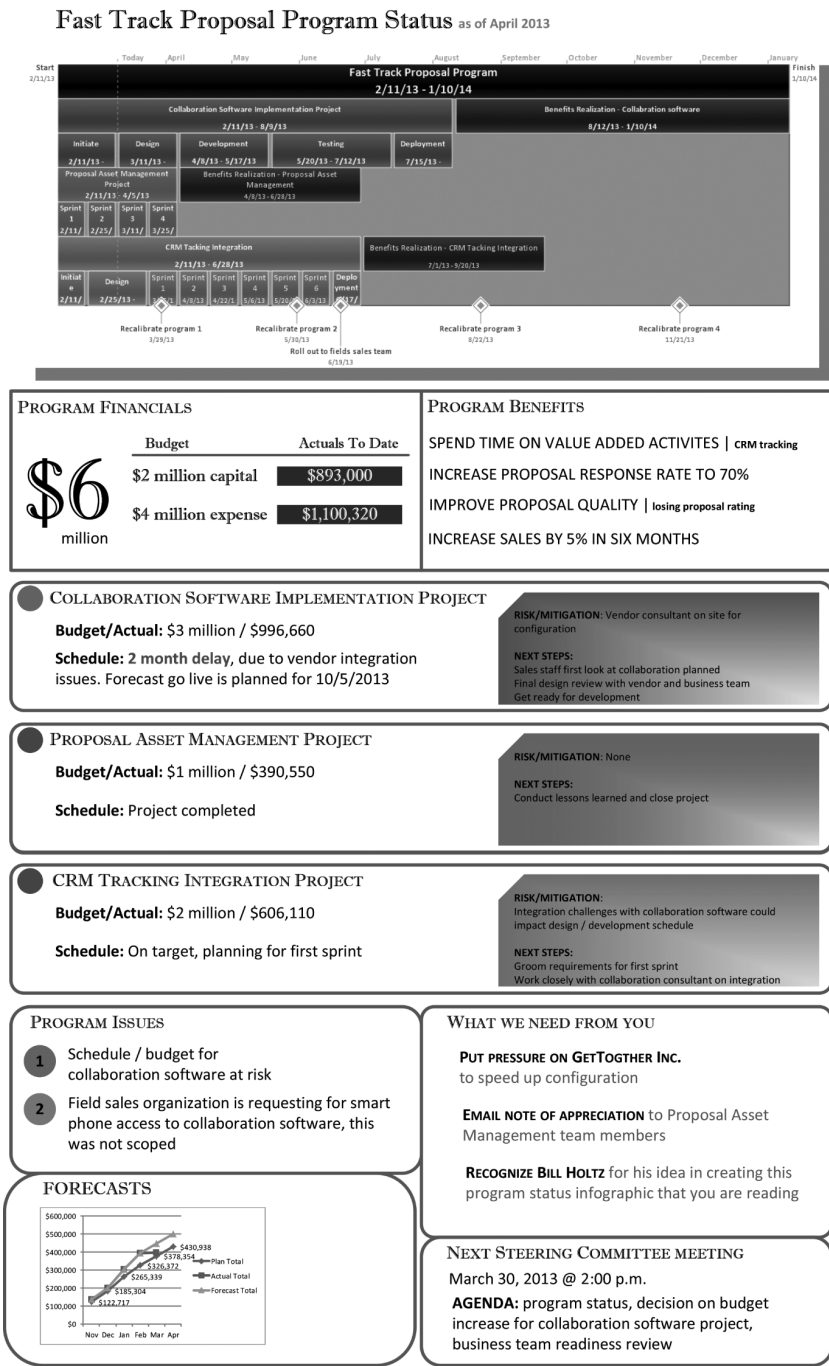 Fast Track Proposal Program Status as of April 2013
Today April May June July August September October November December January
Start
2/11/13
Finish
1/10/14
Fast Track Proposal Program
2/11/13 - 1/10/14
Collaboration Software Implementation Project
2/11/13 - 8/9/13
Benefits Realization - Collabration software
8/12/13 - 1/10/14
Initiate
2/11/13 -
Design
3/11/13 -
Development
4/8/13 - 5/17/13
Testing
5/20/13 - 7/12/13
Deployment
7/15/13 -
Proposal Asset Management
Project
2/11/13 - 4/5/13
Benefits Realization - Proposal Asset
Management
4/8/13 - 6/28/13
Sprint
1
2/11/
Sprint
2
2/25/
Sprint
3
3/11/
Sprint
4
3/25/
CRM Tacking Integration
2/11/13 - 6/28/13
Benefits Realization - CRM Tacking Integration
7/1/13 - 9/20/13
Initiat
e
2/11/
Design
2/25/13 -
Sprint
1
Sprint
2
4/8/13
Sprint
3
4/22/1
Sprint
4
5/6/13
Sprint
5
Sprint
6
6/3/13
Deplo
yment
Recalibrate program 1
3/29/13
Recalibrate program 2
5/30/13
Roll out to fields sales team
6/19/13
Recalibrate program 3
8/22/13
Recalibrate program 4
11/21/13
PROGRAM FINANCIALS
$6
million
Budget Actuals To Date
$2 million capital $893,000
$4 million expense $1,100,320
PROGRAM BENEFITS
SPEND TIME ON VALUE ADDED ACTIVITES | CRM tracking
INCREASE PROPOSAL RESPONSE RATE TO 70%
IMPROVE PROPOSAL QUALITY | losing proposal rating
INCREASE SALES BY 5% IN SIX MONTHS
COLLABORATION SOFTWARE IMPLEMENTATION PROJECT
Budget/Actual: $3 million / $996,660
Schedule: 2 month delay, due to vendor integration
issues. Forecast go live is planned for 10/5/2013
RISK/MITIGATION: Vendor consultant on site for
configuration
NEXT STEPS:
Sales staff first look at collaboration planned
Final design review with vendor and business team
Get ready for development
PROPOSAL ASSET MANAGEMENT PROJECT
Budget/Actual: $1 million / $390,550
Schedule: Project completed
RISK/MITIGATION: None
NEXT STEPS:
Conduct lessons learned and close project
CRM TRACKING INTEGRATION PROJECT
Budget/Actual: $2 million / $606,110
Schedule: On target, planning for first sprint
RISK/MITIGATION:
Integration challenges with collaboration software could
impact design / development schedule
NEXT STEPS:
Groom requirements for first sprint
Work closely with collaboration consultant on integration
PROGRAM ISSUES
1 Schedule / budget for
collaboration software at risk
2 Field sales organization is requesting for smart
phone access to collaboration software, this
was not scoped
WHAT WE NEED FROM YOU
PUT PRESSURE ON GETTOGTHER INC.
to speed up configuration
EMAIL NOTE OF APPRECIATION to Proposal Asset
Management team members
RECOGNIZE BILL HOLTZ for his idea in creating this
program status infographic that you are reading
FORECASTS
$600,000
$500,000
$400,000
$300,000
$200,000
$100,000
$0
$430,938
$378,354
$326,372
$265,339
$185,304
$122,717
Plan Total
Actual Total
Forecast Total
Nov Dec Jan Feb Mar Apr
NEXT STEERING COMMITTEE MEETING
March 30, 2013 @ 2:00 p.m.
AGENDA: program status, decision on budget
increase for collaboration software project,
business team readiness review